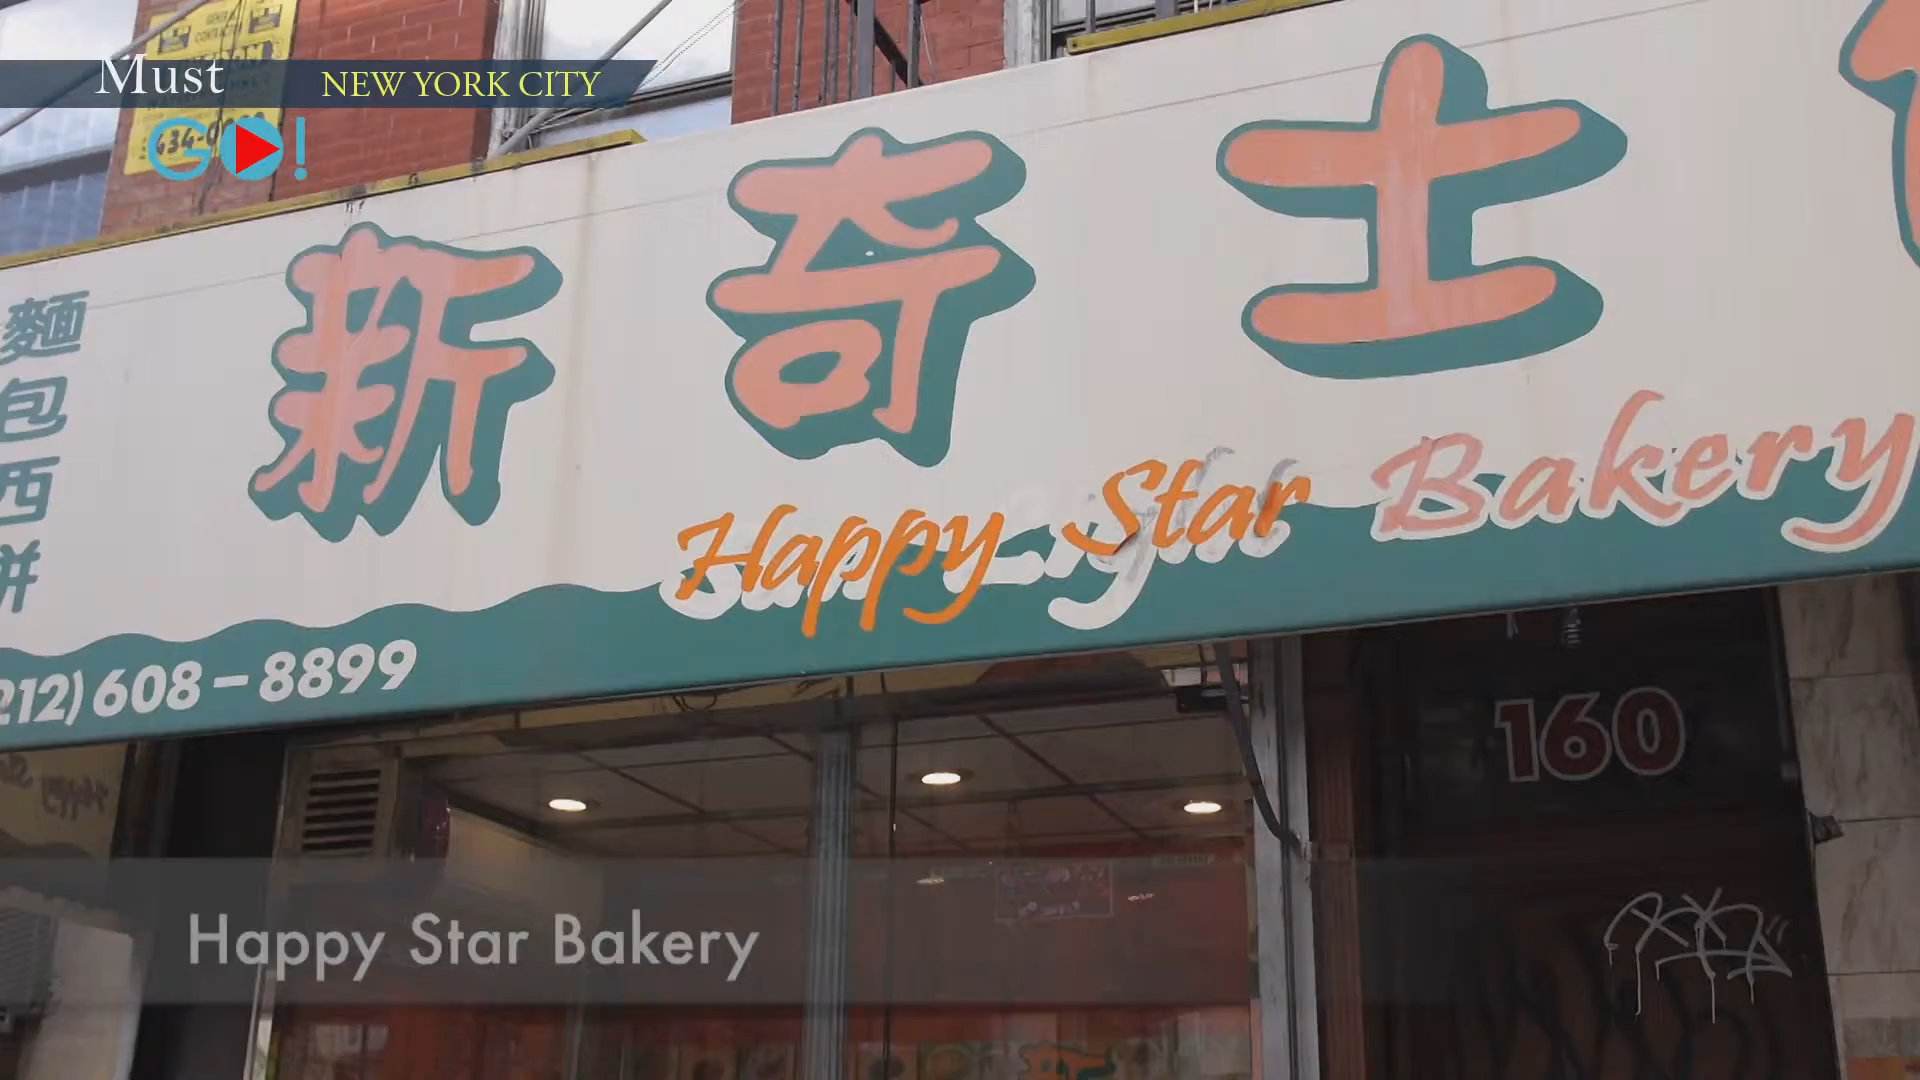 Must
NEW YORK CITY
GO!
麵包西餅
新奇士
Happy Star Bakery
(212) 608-8899
160
Happy Star Bakery